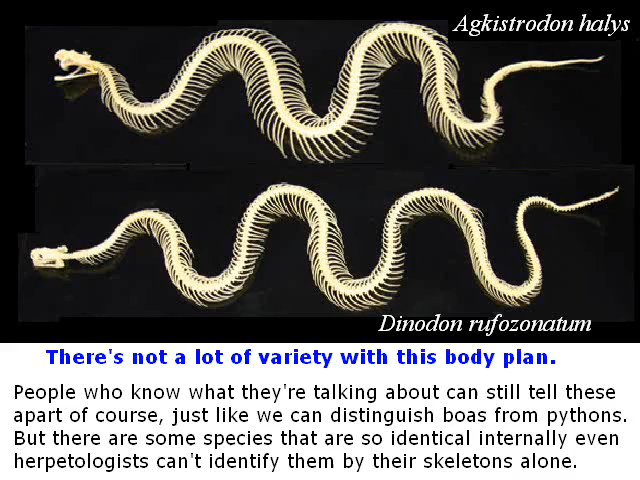 Agkistrodon halys
Dinodon rufozonatum
There's not a lot of variety with this body plan.
People who know what they're talking about can still tell these
apart of course, just like we can distinguish boas from pythons.
But there are some species that are so identical internally even
herpetologists can't identify them by their skeletons alone.